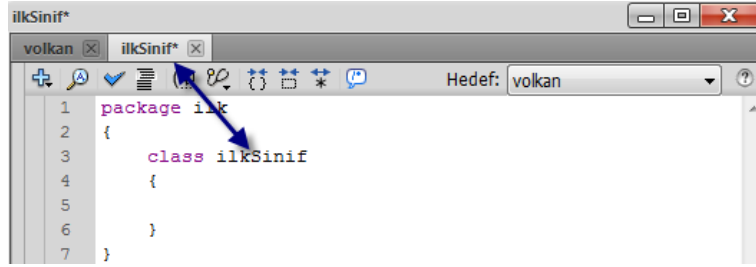 ilkSinif*
volkan ilkSinif*
Hedef: volkan
1 package ilk
2 {
3 class ilkSinif
4 {
5
6 }
7 }